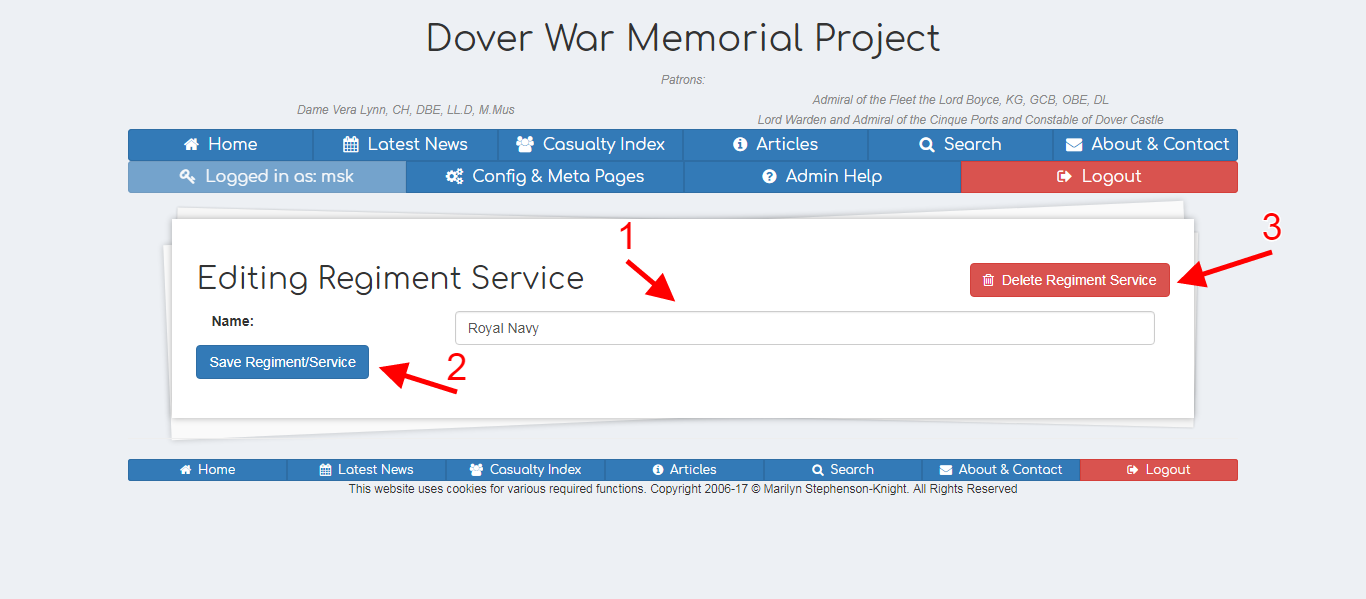 Dover War Memorial Project
Patrons:
Dame Vera Lynn, CH, DBE, LL.D, M.Mus
Admiral of the Fleet the Lord Boyce, KG, GCB, OBE, DL
Lord Warden and Admiral of the Cinque Ports and Constable of Dover Castle
Home Latest News Casualty Index Articles Search About & Contact
Logged in as: msk Config & Meta Pages Admin Help Logout
1
3
Editing Regiment Service Delete Regiment Service
Name: Royal Navy
Save Regiment/Service 2
Home Latest News Casualty Index Articles Search About & Contact Logout
This website uses cookies for various required functions. Copyright 2006-17 © Marilyn Stephenson-Knight. All Rights Reserved